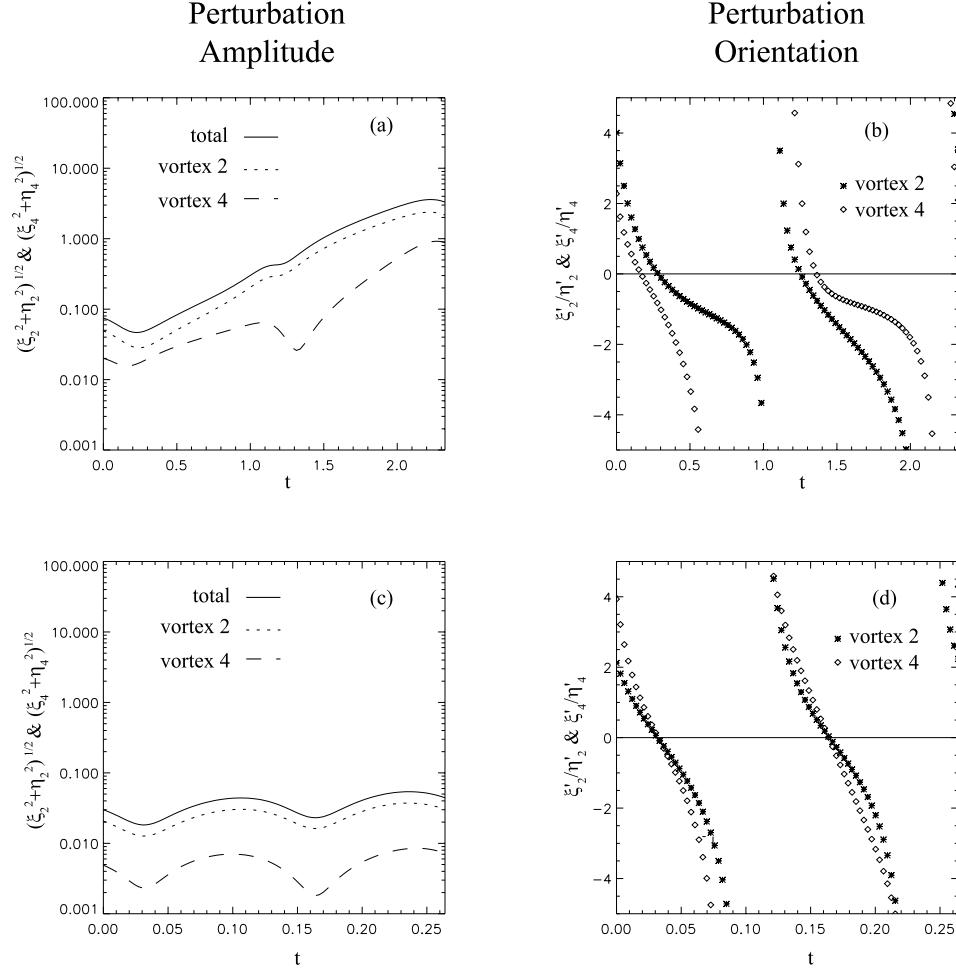 Perturbation
Amplitude
Perturbation
Orientation
(ξ₂²+η₂²)^1/2 & (ξ₄²+η₄²)^1/2
100.000
10.000
1.000
0.100
0.010
0.001
total
vortex 2
vortex 4
(a)
0.0 0.5 1.0 1.5 2.0
t
ξ'₂/η'₂ & ξ'₄/η'₄
4
2
0
-2
-4
(b)
vortex 2
vortex 4
0.0 0.5 1.0 1.5 2.0
t
(ξ₂²+η₂²)^1/2 & (ξ₄²+η₄²)^1/2
100.000
10.000
1.000
0.100
0.010
0.001
total
vortex 2
vortex 4
(c)
0.00 0.05 0.10 0.15 0.20 0.25
t
ξ'₂/η'₂ & ξ'₄/η'₄
4
2
0
-2
-4
(d)
vortex 2
vortex 4
0.00 0.05 0.10 0.15 0.20 0.25
t